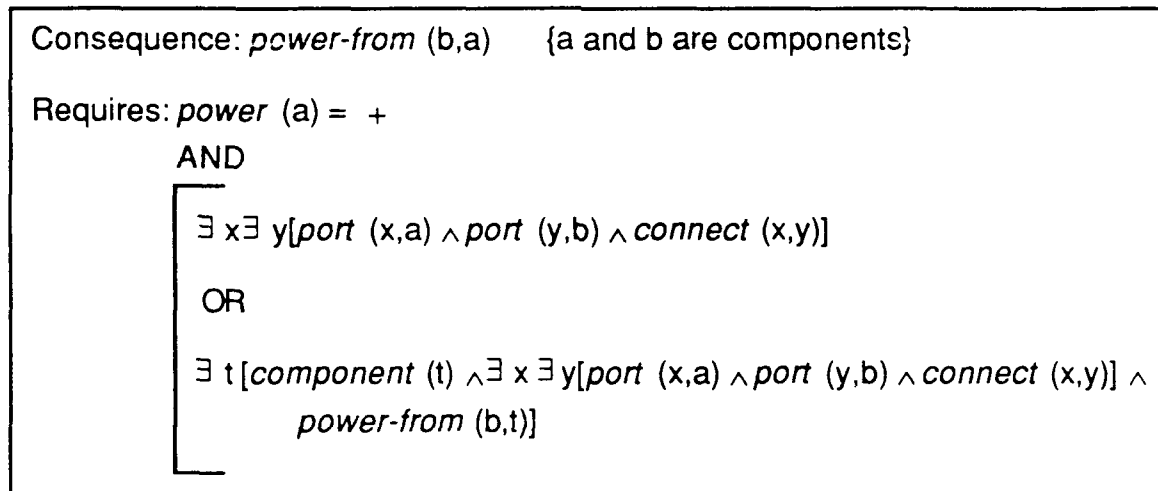 Consequence: power-from (b,a) {a and b are components}
Requires: power (a) = +
AND
∃ x∃ y[port (x,a) ∧ port (y,b) ∧ connect (x,y)]
OR
∃ t [component (t) ∧∃ x ∃ y[port (x,a) ∧ port (y,b) ∧ connect (x,y)] ∧
power-from (b,t)]